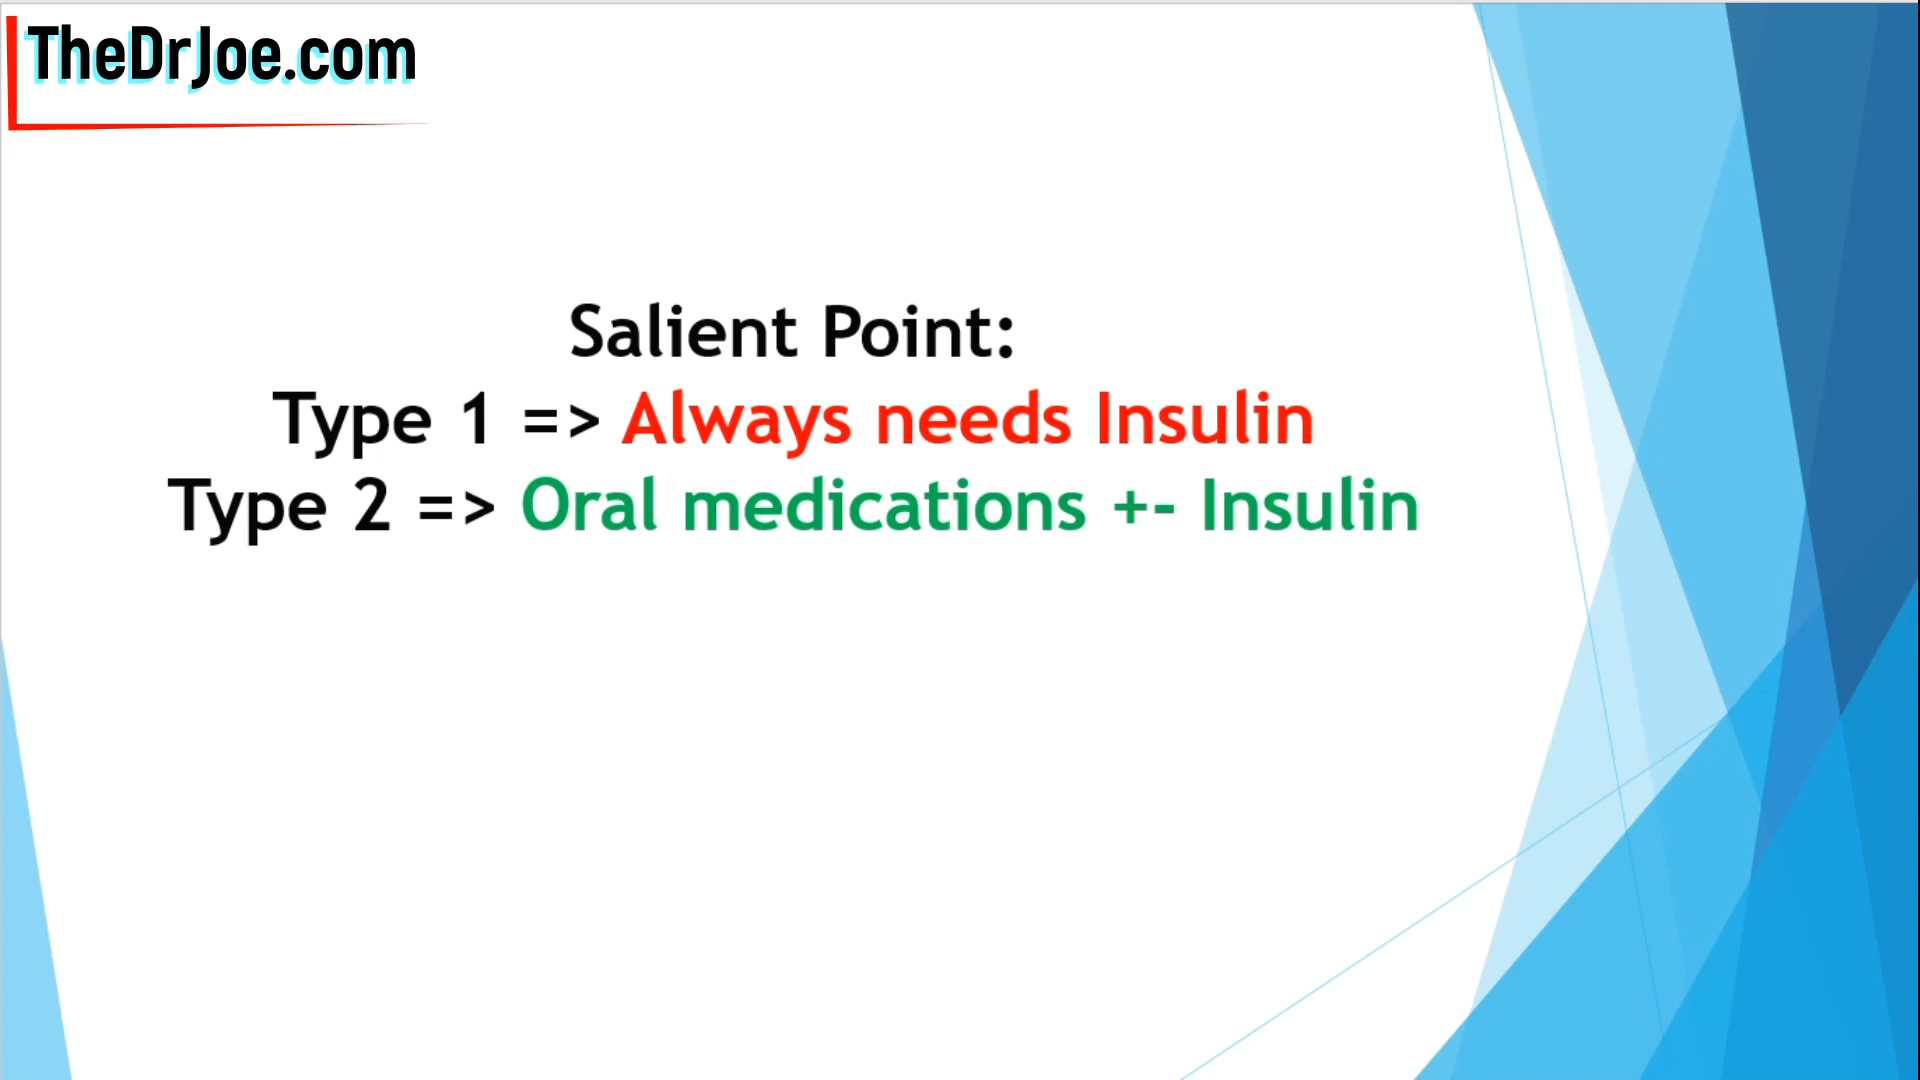 TheDrJoe.com
Salient Point:
Type 1 => Always needs Insulin
Type 2 => Oral medications +- Insulin